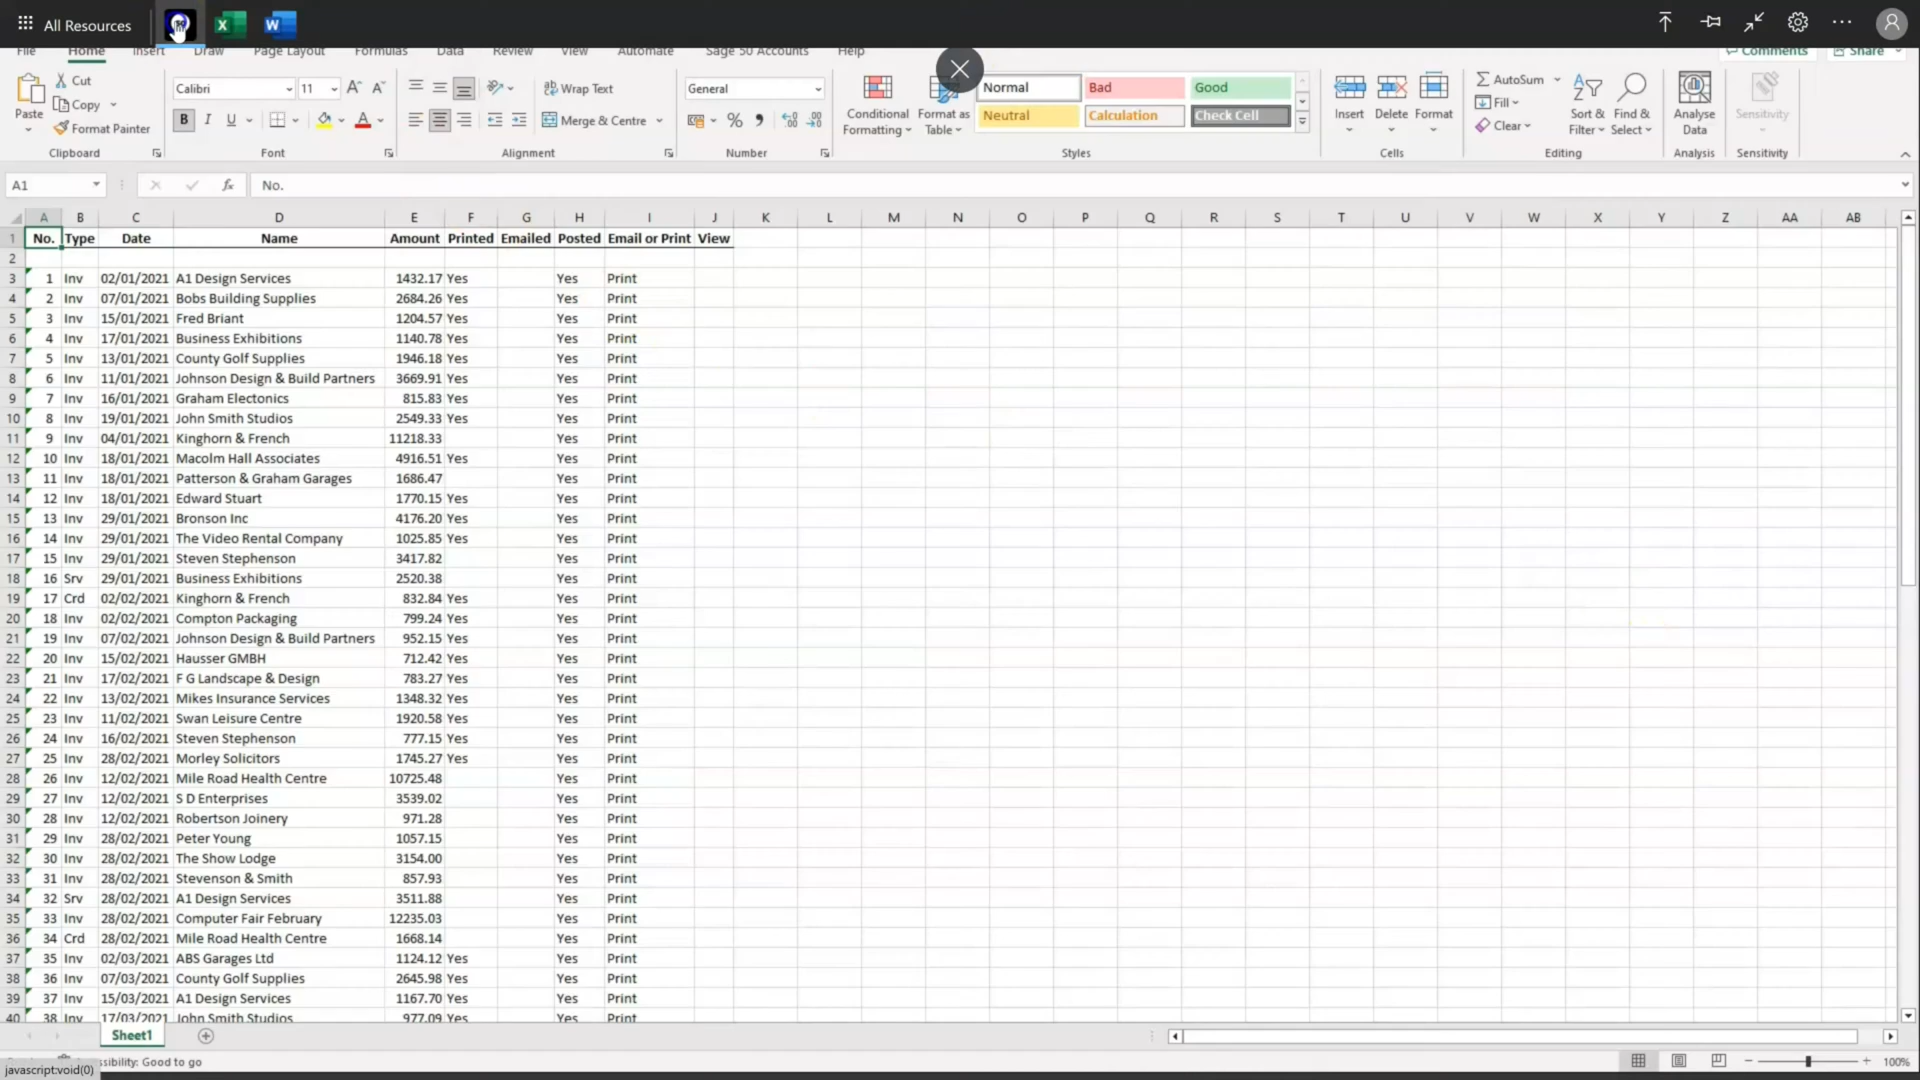 All Resources
File Home Insert Draw Page Layout Formulas Data Review View Automate Sage 50 Accounts Help Comments Share
Paste Cut Copy Format Painter Clipboard
Calibri 11 B I U Font
Wrap Text Merge & Centre Alignment
General % Number
Conditional Formatting Format as Table Normal Bad Good Neutral Calculation Check Cell Styles
Insert Delete Format Cells
AutoSum Fill Clear Sort & Filter Find & Select Editing
Analyse Data Analysis
Sensitivity Sensitivity
A1 fx No.
A B C D E F G H I J K L M N O P Q R S T U V W X Y Z AA AB
1 No. Type Date Name Amount Printed Emailed Posted Email or Print View
2
3 1 Inv 02/01/2021 A1 Design Services 1432.17 Yes Yes Print
4 2 Inv 07/01/2021 Bobs Building Supplies 2684.26 Yes Yes Print
5 3 Inv 15/01/2021 Fred Briant 1204.57 Yes Yes Print
6 4 Inv 17/01/2021 Business Exhibitions 1140.78 Yes Yes Print
7 5 Inv 13/01/2021 County Golf Supplies 1946.18 Yes Yes Print
8 6 Inv 11/01/2021 Johnson Design & Build Partners 3669.91 Yes Yes Print
9 7 Inv 16/01/2021 Graham Electonics 815.83 Yes Yes Print
10 8 Inv 19/01/2021 John Smith Studios 2549.33 Yes Yes Print
11 9 Inv 04/01/2021 Kinghorn & French 11218.33 Yes Print
12 10 Inv 18/01/2021 Macolm Hall Associates 4916.51 Yes Yes Print
13 11 Inv 18/01/2021 Patterson & Graham Garages 1686.47 Yes Print
14 12 Inv 18/01/2021 Edward Stuart 1770.15 Yes Yes Print
15 13 Inv 29/01/2021 Bronson Inc 4176.20 Yes Yes Print
16 14 Inv 29/01/2021 The Video Rental Company 1025.85 Yes Yes Print
17 15 Inv 29/01/2021 Steven Stephenson 3417.82 Yes Print
18 16 Srv 29/01/2021 Business Exhibitions 2520.38 Yes Print
19 17 Crd 02/02/2021 Kinghorn & French 832.84 Yes Yes Print
20 18 Inv 02/02/2021 Compton Packaging 799.24 Yes Yes Print
21 19 Inv 07/02/2021 Johnson Design & Build Partners 952.15 Yes Yes Print
22 20 Inv 15/02/2021 Hausser GMBH 712.42 Yes Yes Print
23 21 Inv 17/02/2021 F G Landscape & Design 783.27 Yes Yes Print
24 22 Inv 13/02/2021 Mikes Insurance Services 1348.32 Yes Yes Print
25 23 Inv 11/02/2021 Swan Leisure Centre 1920.58 Yes Yes Print
26 24 Inv 16/02/2021 Steven Stephenson 777.15 Yes Yes Print
27 25 Inv 28/02/2021 Morley Solicitors 1745.27 Yes Yes Print
28 26 Inv 12/02/2021 Mile Road Health Centre 10725.48 Yes Print
29 27 Inv 12/02/2021 S D Enterprises 3539.02 Yes Print
30 28 Inv 12/02/2021 Robertson Joinery 971.28 Yes Print
31 29 Inv 28/02/2021 Peter Young 1057.15 Yes Print
32 30 Inv 28/02/2021 The Show Lodge 3154.00 Yes Print
33 31 Inv 28/02/2021 Stevenson & Smith 857.93 Yes Print
34 32 Srv 28/02/2021 A1 Design Services 3511.88 Yes Print
35 33 Inv 28/02/2021 Computer Fair February 12235.03 Yes Print
36 34 Crd 28/02/2021 Mile Road Health Centre 1668.14 Yes Print
37 35 Inv 02/03/2021 ABS Garages Ltd 1124.12 Yes Yes Print
38 36 Inv 07/03/2021 County Golf Supplies 2645.98 Yes Yes Print
39 37 Inv 15/03/2021 A1 Design Services 1167.70 Yes Yes Print
40 38 Inv 17/03/2021 John Smith Studios 977.09 Yes Yes Print
Sheet1
ssibility: Good to go 100%
javascript:void(0)